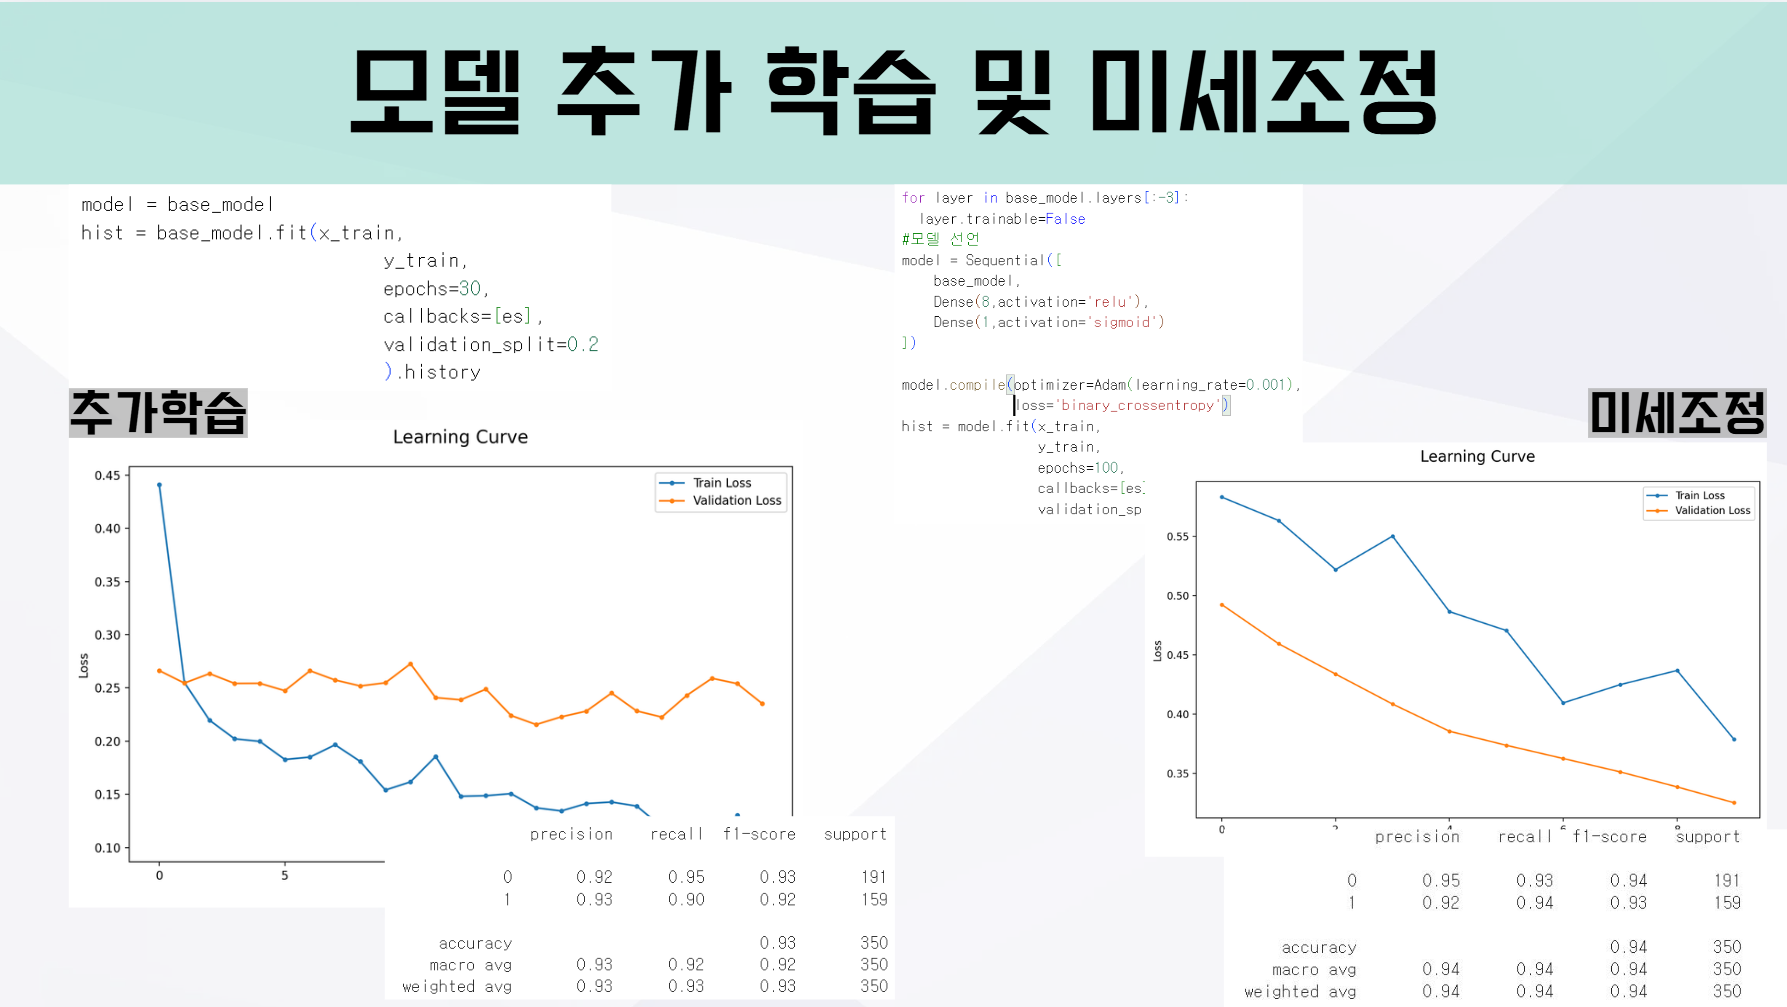 모델 추가 학습 및 미세조정
model = base_model
hist = base_model.fit(x_train,
y_train,
epochs=30,
callbacks=[es],
validation_split=0.2
).history
추가학습
Learning Curve
Train Loss
Validation Loss
Loss
0.45
0.40
0.35
0.30
0.25
0.20
0.15
0.10
0 5
precision recall f1-score support
0 0.92 0.95 0.93 191
1 0.93 0.90 0.92 159
accuracy 0.93 350
macro avg 0.93 0.92 0.92 350
weighted avg 0.93 0.93 0.93 350
for layer in base_model.layers[:-3]:
layer.trainable=False
#모델 선언
model = Sequential([
base_model,
Dense(8,activation='relu'),
Dense(1,activation='sigmoid')
])
model.compile(optimizer=Adam(learning_rate=0.001),
loss='binary_crossentropy')
hist = model.fit(x_train,
y_train,
epochs=100,
callbacks=[es]
validation_sp
미세조정
Learning Curve
Train Loss
Validation Loss
Loss
0.55
0.50
0.45
0.40
0.35
0
precision recall f1-score support
0 0.95 0.93 0.94 191
1 0.92 0.94 0.93 159
accuracy 0.94 350
macro avg 0.94 0.94 0.94 350
weighted avg 0.94 0.94 0.94 350